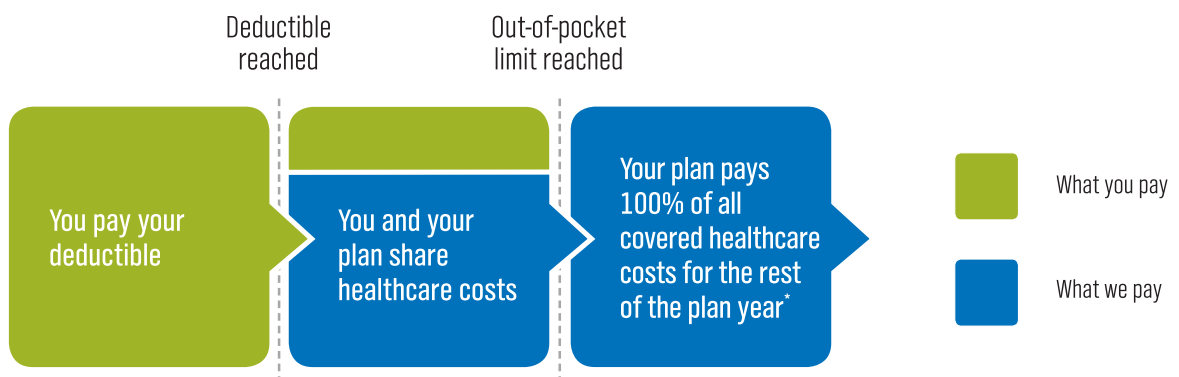 Deductible
reached
Out-of-pocket
limit reached
You pay your
deductible
You and your
plan share
healthcare costs
Your plan pays
100% of all
covered healthcare
costs for the rest
of the plan year*
What you pay
What we pay